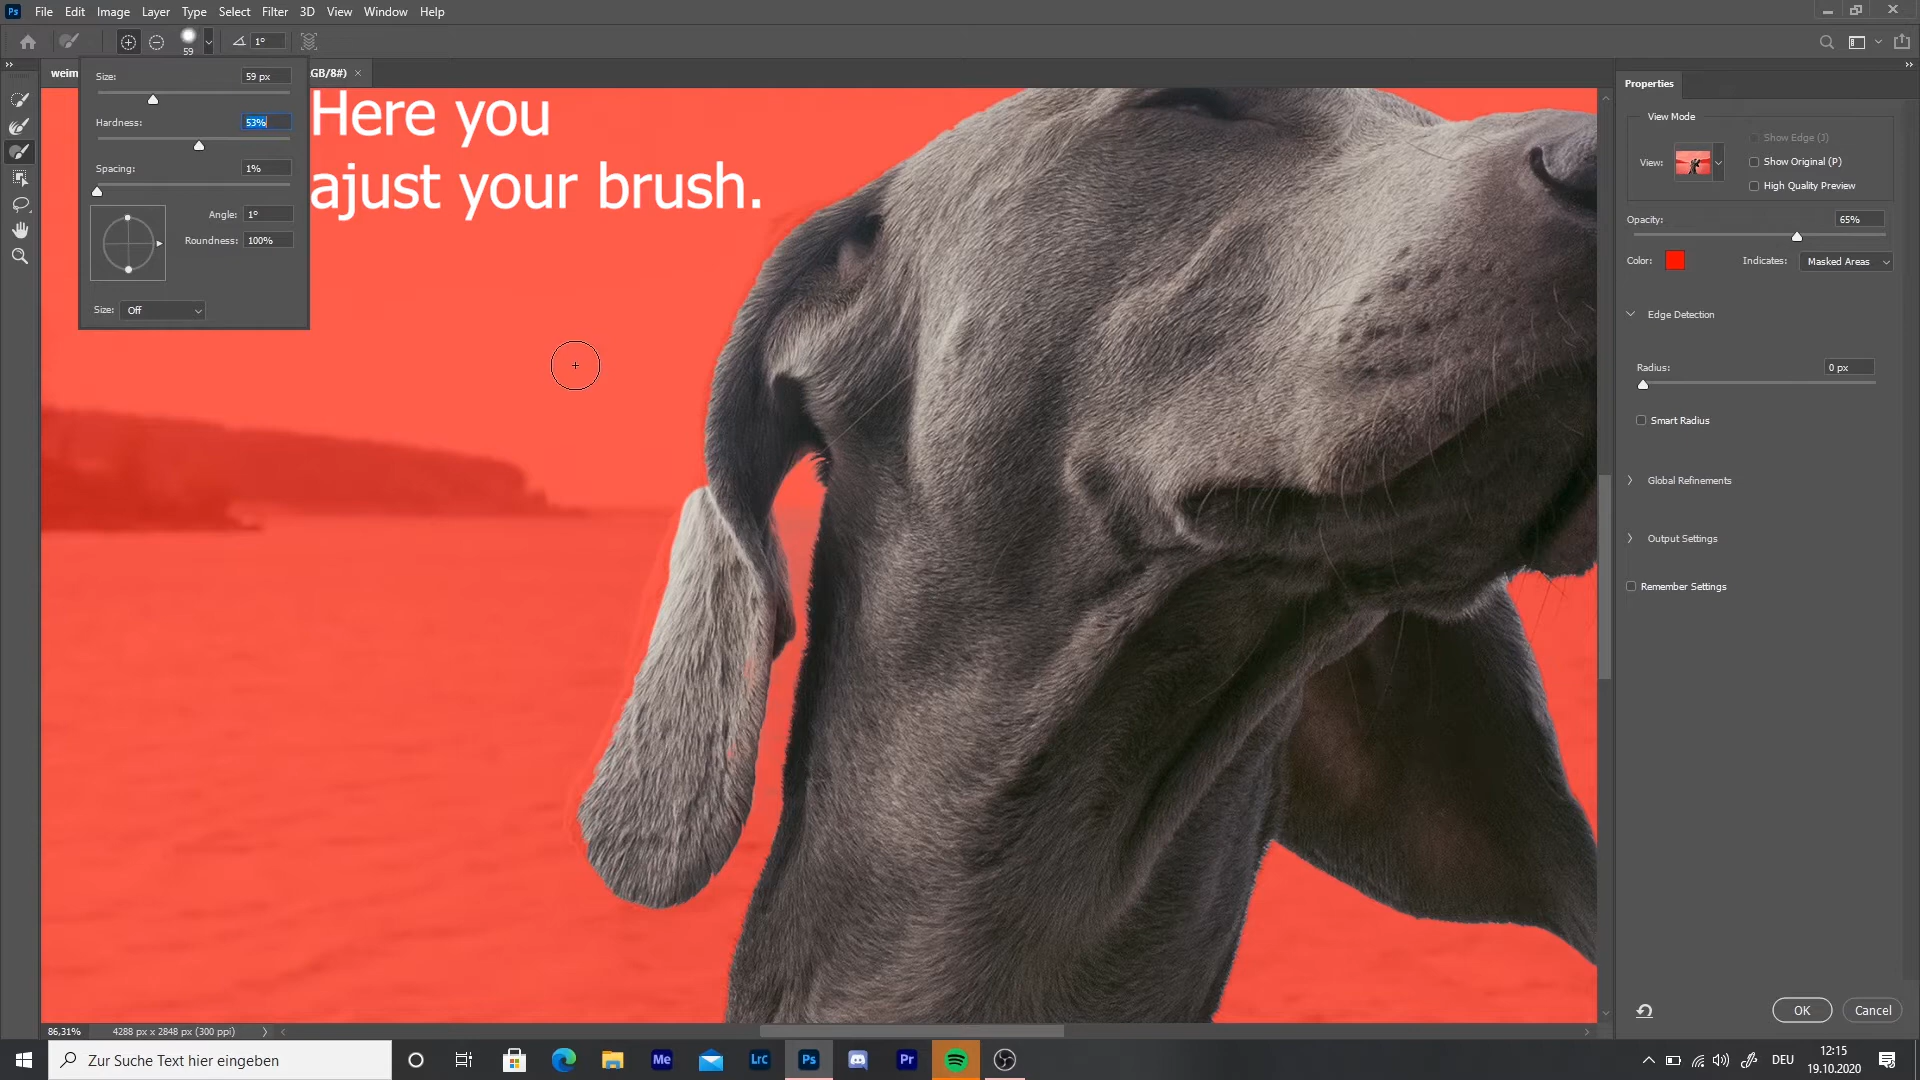 Ps File Edit Image Layer Type Select Filter 3D View Window Help
59 1°
weim GB/8#) ×
Size: 59 px
Hardness: 53%
Spacing: 1%
Angle: 1°
Roundness: 100%
Size: Off
Here you
ajust your brush.
Properties
View Mode
Show Edge (J)
View: Show Original (P)
High Quality Preview
Opacity: 65%
Color: Indicates: Masked Areas
Edge Detection
Radius: 0 px
Smart Radius
Global Refinements
Output Settings
Remember Settings
OK Cancel
86,31% 4288 px x 2848 px (300 ppi)
Zur Suche Text hier eingeben
Me Lrc Ps Pr
DEU 12:15
19.10.2020